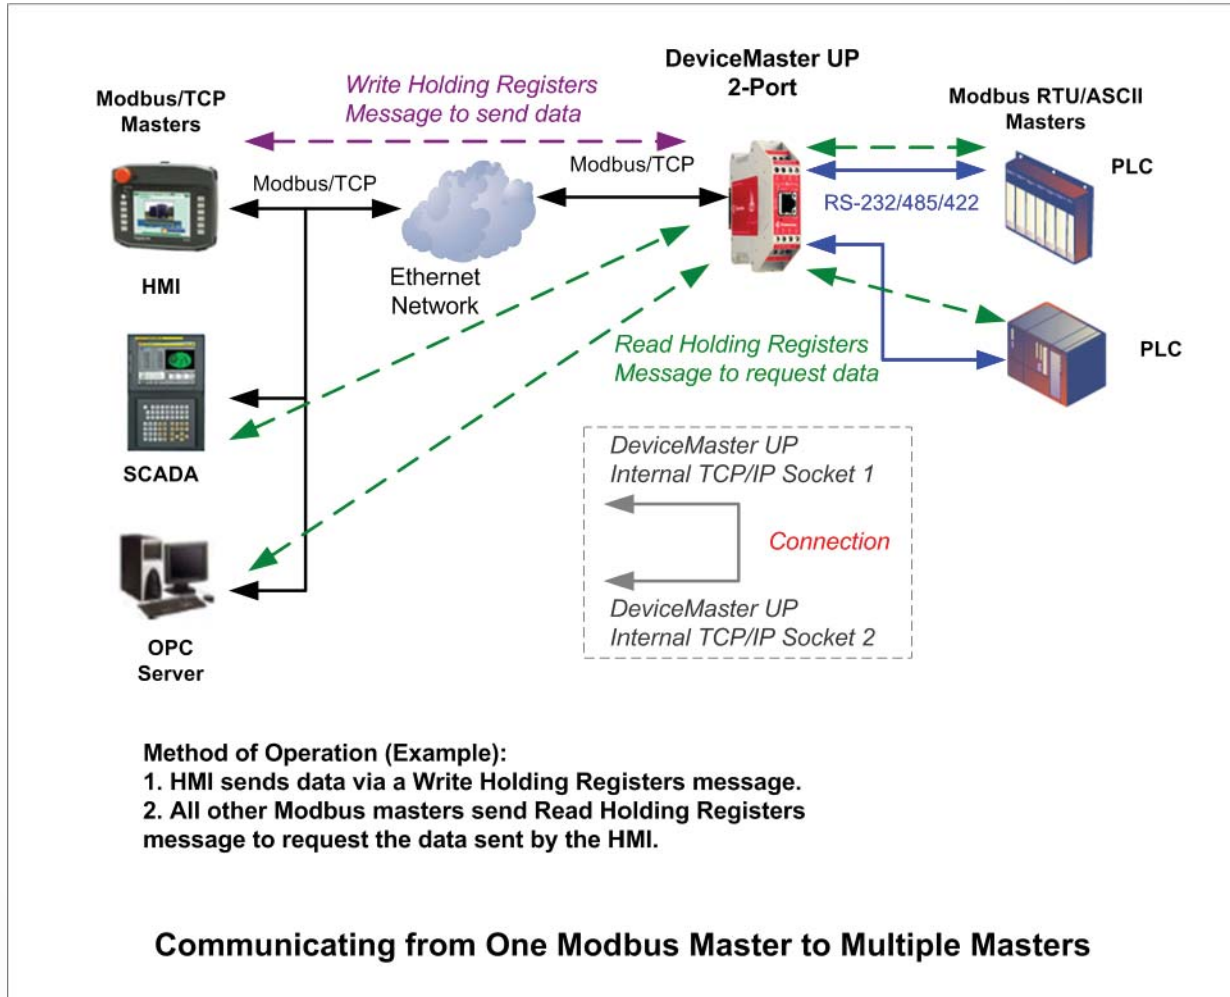 DeviceMaster UP
2-Port
Write Holding Registers
Message to send data
Modbus/TCP
Masters
Modbus RTU/ASCII
Masters
Modbus/TCP
Modbus/TCP
PLC
RS-232/485/422
HMI
Ethernet
Network
Read Holding Registers
Message to request data
PLC
SCADA
DeviceMaster UP
Internal TCP/IP Socket 1
Connection
DeviceMaster UP
Internal TCP/IP Socket 2
OPC
Server
Method of Operation (Example):
1. HMI sends data via a Write Holding Registers message.
2. All other Modbus masters send Read Holding Registers
message to request the data sent by the HMI.
Communicating from One Modbus Master to Multiple Masters